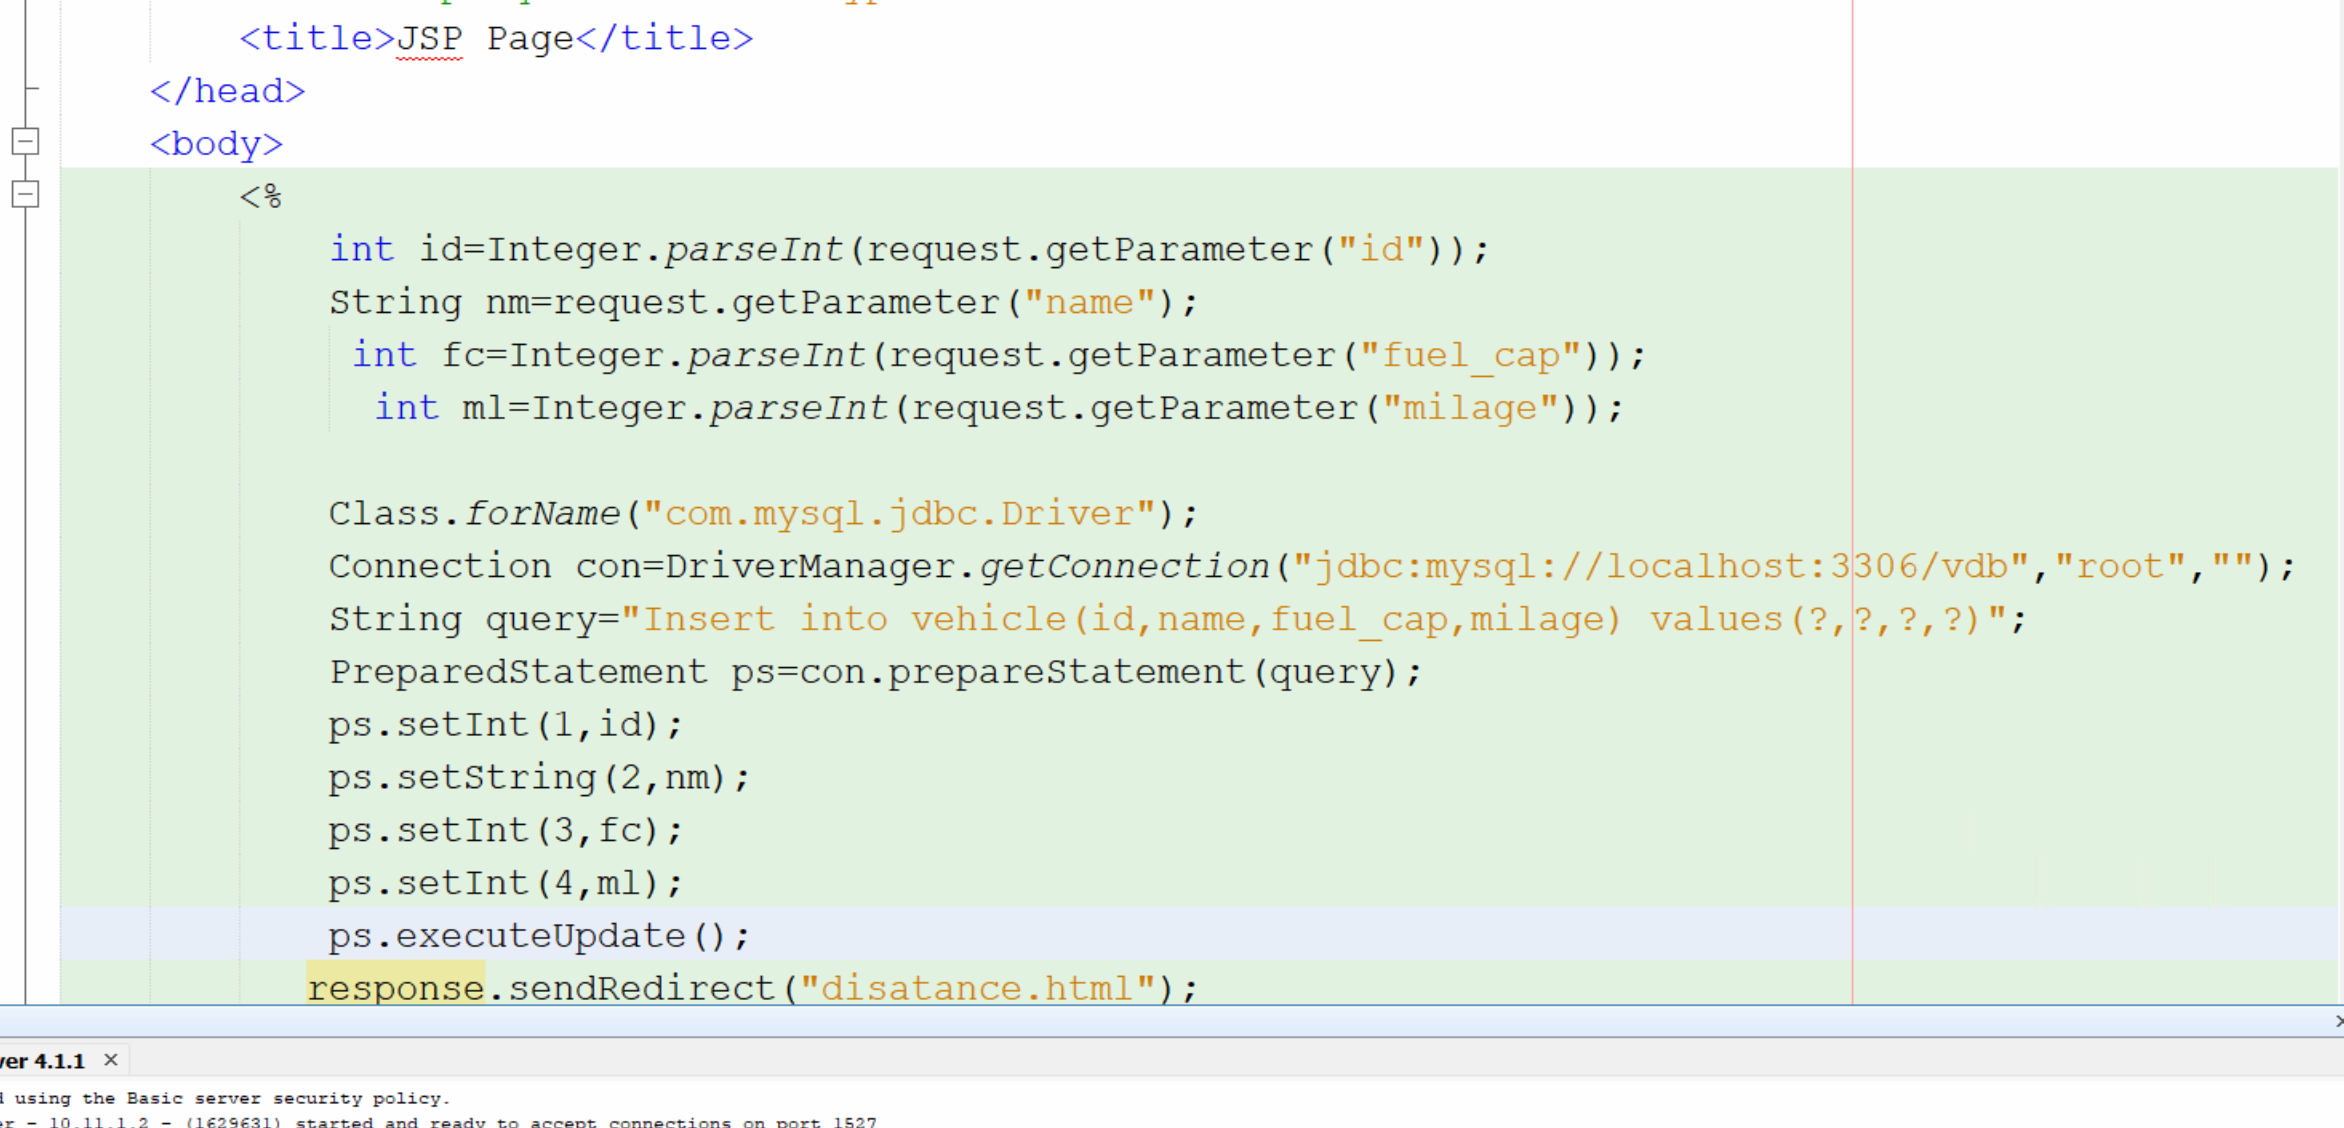 <title>JSP Page</title>
</head>
<body>
<%
int id=Integer.parseInt(request.getParameter("id"));
String nm=request.getParameter("name");
int fc=Integer.parseInt(request.getParameter("fuel_cap"));
int ml=Integer.parseInt(request.getParameter("milage"));
Class.forName("com.mysql.jdbc.Driver");
Connection con=DriverManager.getConnection("jdbc:mysql://localhost:3306/vdb","root","");
String query="Insert into vehicle(id,name,fuel_cap,milage) values(?,?,?,?)";
PreparedStatement ps=con.prepareStatement(query);
ps.setInt(1,id);
ps.setString(2,nm);
ps.setInt(3,fc);
ps.setInt(4,ml);
ps.executeUpdate();
response.sendRedirect("disatance.html");
ver 4.1.1
using the Basic server security policy.
- 10.11.1.2 - (1629631) started and ready to accept connections on port 1527